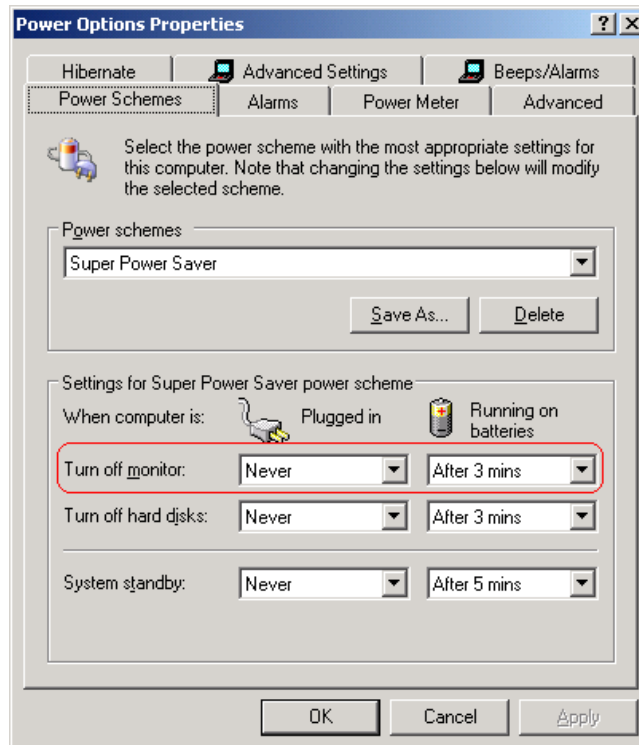 Power Options Properties
Hibernate Advanced Settings Beeps/Alarms
Power Schemes Alarms Power Meter Advanced
Select the power scheme with the most appropriate settings for
this computer. Note that changing the settings below will modify
the selected scheme.
Power schemes
Super Power Saver
Save As... Delete
Settings for Super Power Saver power scheme
When computer is: Plugged in Running on
batteries
Turn off monitor: Never After 3 mins
Turn off hard disks: Never After 3 mins
System standby: Never After 5 mins
OK Cancel Apply